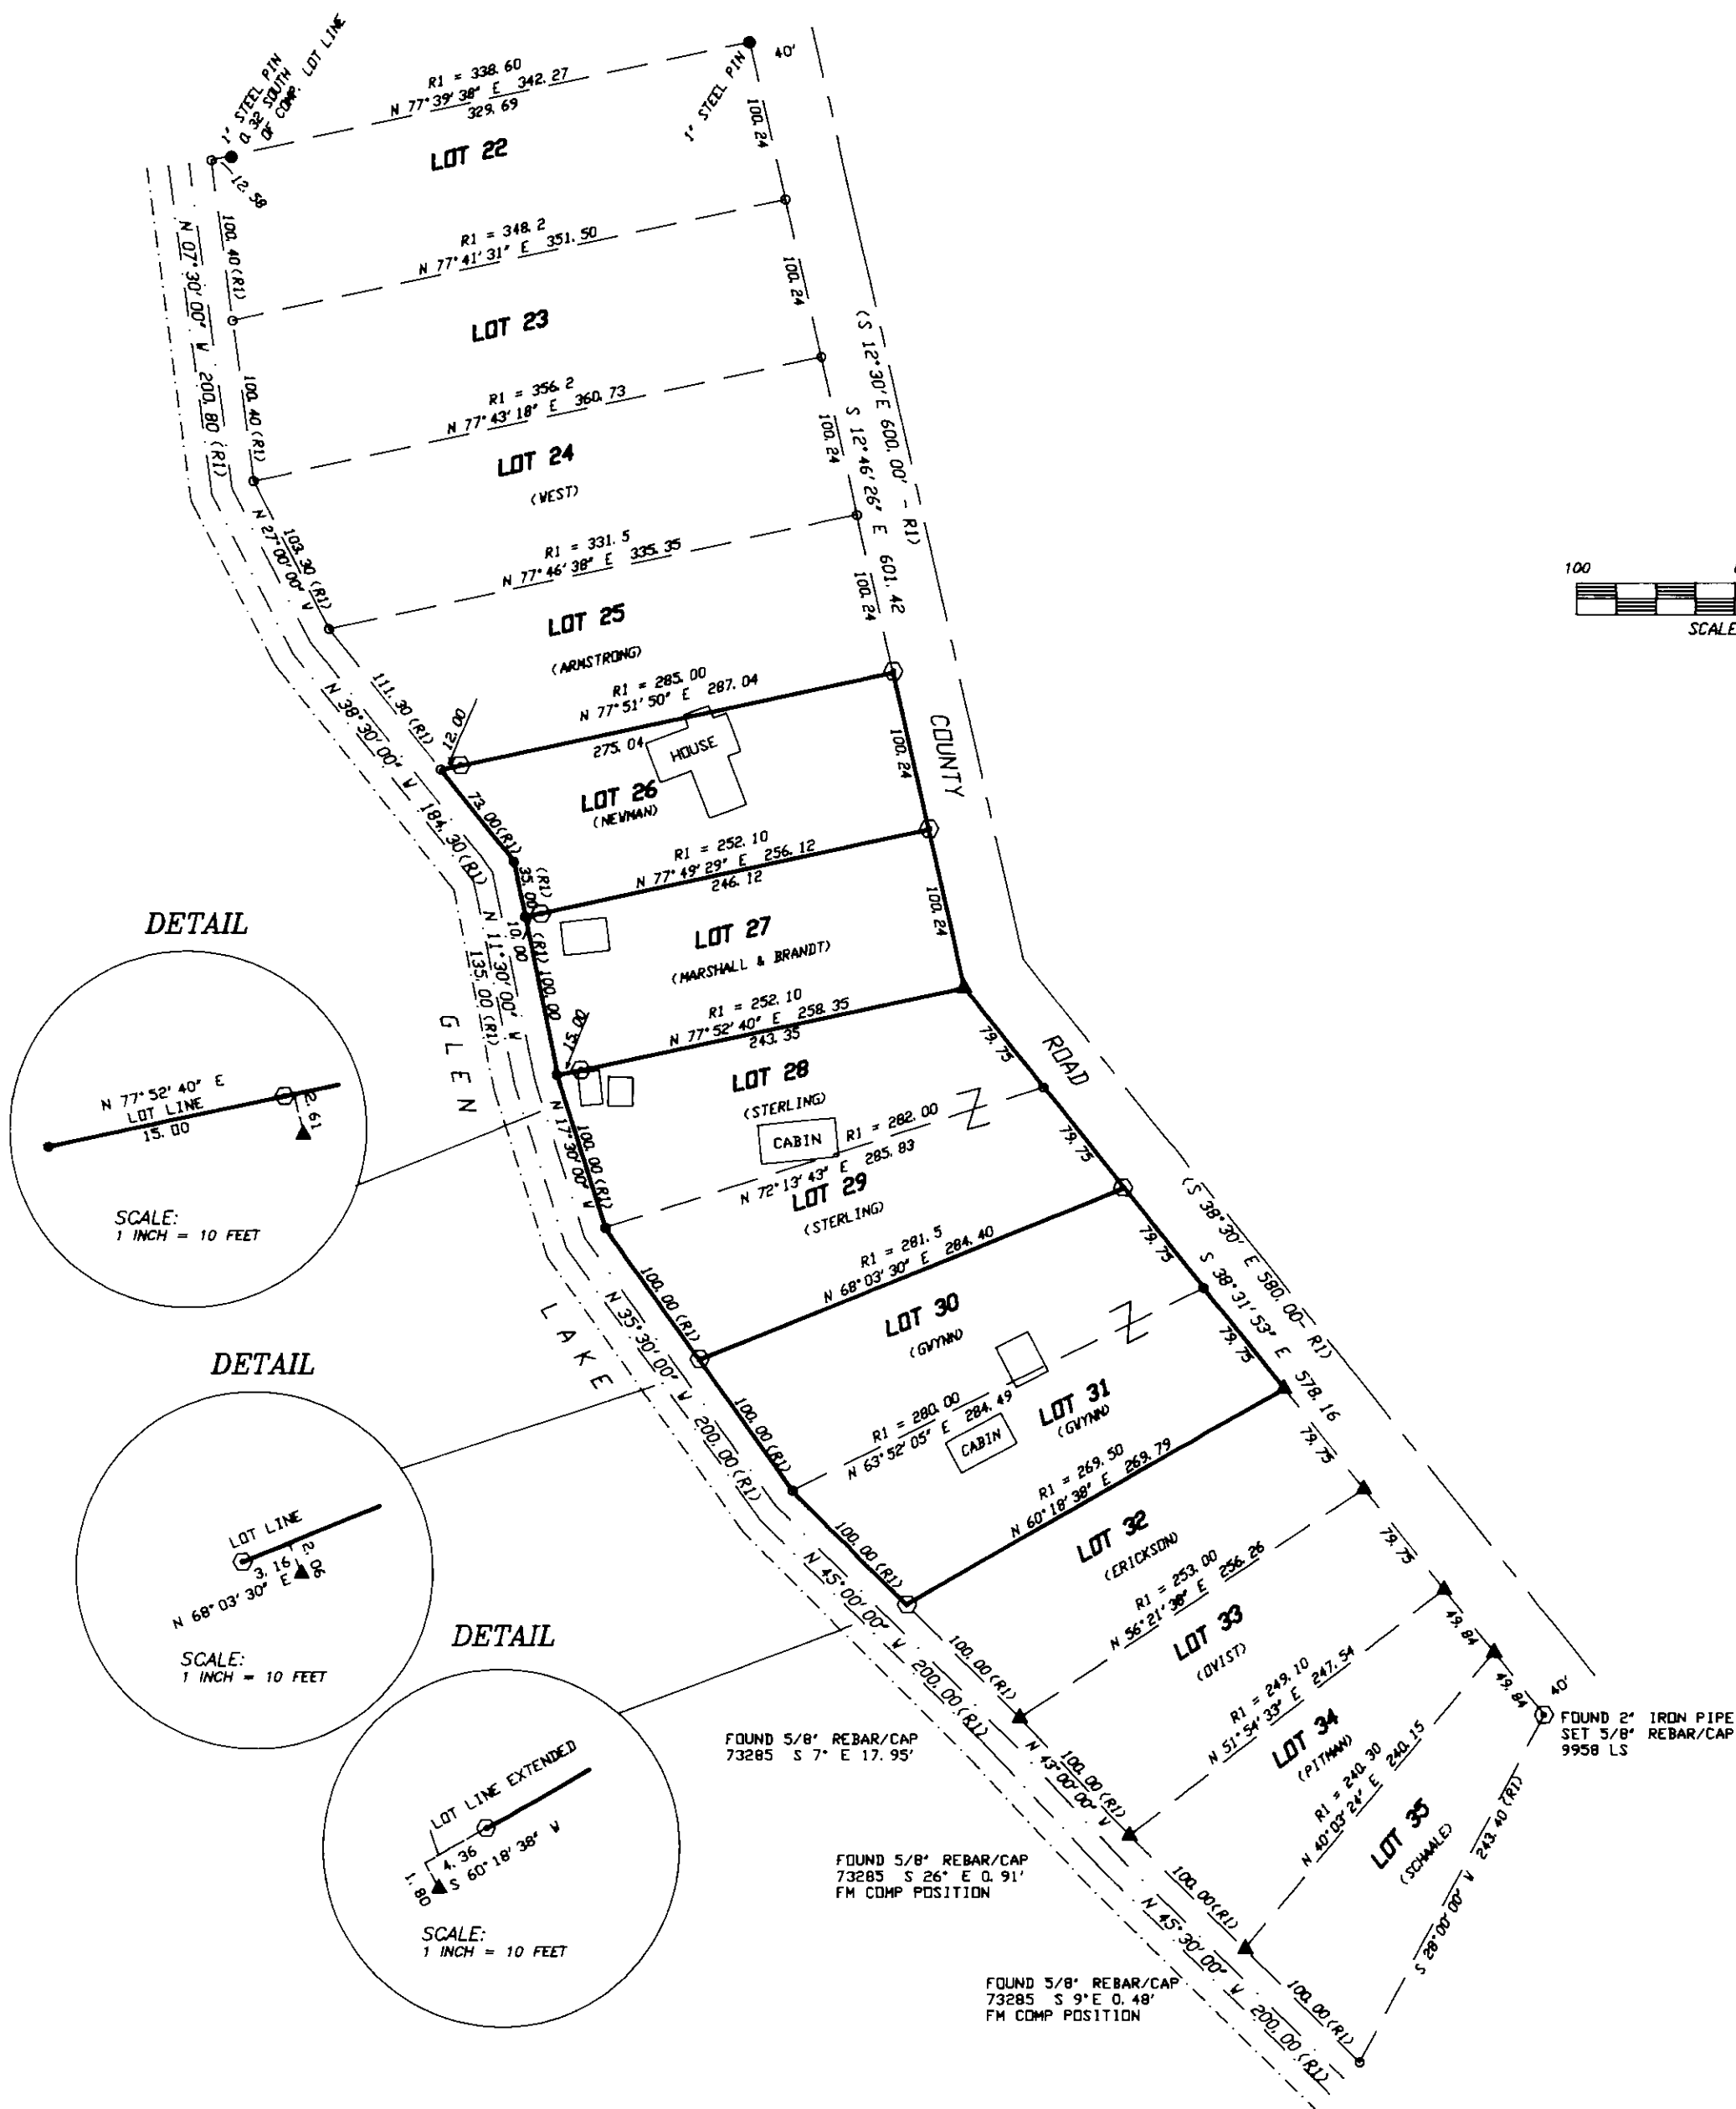 1" STEEL PIN
0.32 SOUTH
OF COMP. LOT LINE
R1 = 338.60
N 77°39'38" E 342.27
329.69
1" STEEL PIN
40'
12.58
LOT 22
100.24
100.40 (R1)
R1 = 348.2
N 77°41'31" E 351.50
N 07°30'00" W 200.80 (R1)
LOT 23
100.24
(S 12°30'E 600.00' - R1)
100.40 (R1)
R1 = 356.2
N 77°43'18" E 360.73
LOT 24
(WEST)
100.24
S 12°46'26" E 601.42
103.30 (R1)
N 27°00'00" W
R1 = 331.5
N 77°46'38" E 335.35
100.24
100
SCALE
LOT 25
(ARMSTRONG)
111.30 (R1)
N 38°30'00" W 184.30 (R1)
12.00
R1 = 285.00
N 77°51'50" E 287.04
275.04
HOUSE
LOT 26
(NEWMAN)
100.24
COUNTY
73.00 (R1)
35.00
(R1)
R1 = 252.10
N 77°49'29" E 256.12
246.12
10.00
(R1) 100.00
N 11°30'00" W
135.00 (R1)
LOT 27
(MARSHALL & BRANDT)
100.24
15.00
R1 = 252.10
N 77°52'40" E 258.35
243.35
GLEN
79.75
ROAD
DETAIL
N 77°52'40" E
LOT LINE
15.00
2.61
SCALE:
1 INCH = 10 FEET
LOT 28
(STERLING)
CABIN
R1 = 282.00
N 72°13'43" E 285.83
100.00 (R1)
N 17°30'00" W
79.75
LOT 29
(STERLING)
R1 = 281.5
N 68°03'30" E 284.40
(S 38°30' E 580.00- R1)
79.75
S 38°31'53" E 578.16
100.00 (R1)
N 35°30'00" W 200.00 (R1)
LAKE
LOT 30
(GWYNN)
79.75
DETAIL
LOT LINE
3.16
2.06
N 68°03'30" E
SCALE:
1 INCH = 10 FEET
100.00 (R1)
R1 = 280.00
N 63°52'05" E 284.49
LOT 31
(GWYNN)
CABIN
79.75
R1 = 269.50
N 60°18'38" E 269.79
100.00 (R1)
N 45°00'00" W 200.00 (R1)
LOT 32
(ERICKSON)
79.75
R1 = 253.00
N 56°21'38" E 256.26
DETAIL
LOT LINE EXTENDED
4.36
1.80
S 60°18'38" W
SCALE:
1 INCH = 10 FEET
100.00 (R1)
LOT 33
(QVIST)
49.84
R1 = 249.10
N 51°54'33" E 247.54
49.84
40'
FOUND 2" IRON PIPE
SET 5/8" REBAR/CAP
9958 LS
FOUND 5/8" REBAR/CAP
73285 S 7° E 17.95'
N 43°00'00" W
100.00 (R1)
LOT 34
(PITMAN)
R1 = 240.30
N 40°03'24" E 240.15
LOT 35
(SCHAALE)
S 28°00'00" W 243.40 (R1)
FOUND 5/8" REBAR/CAP
73285 S 26° E 0.91'
FM COMP POSITION
100.00 (R1)
N 45°30'00" W 200.00 (R1)
FOUND 5/8" REBAR/CAP
73285 S 9°E 0.48'
FM COMP POSITION
100.00 (R1)